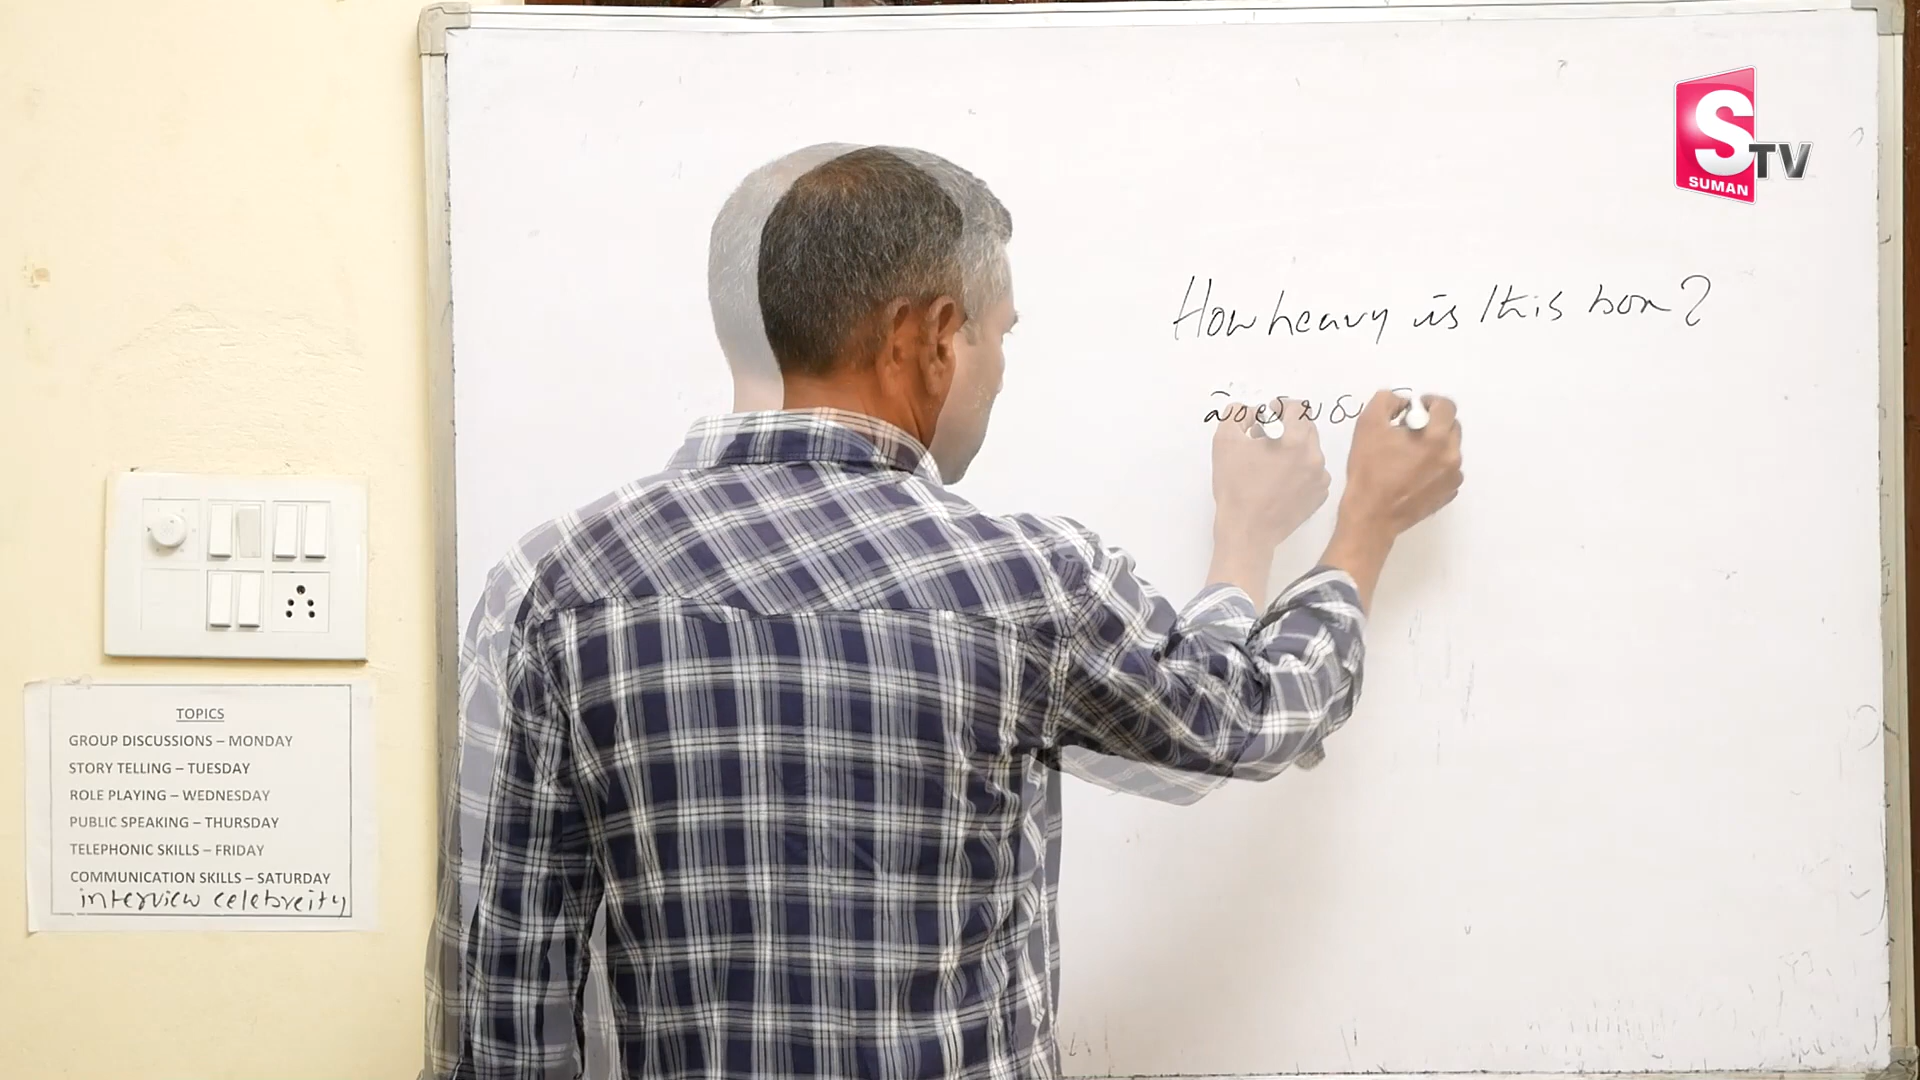 S TV
SUMAN
How heavy is this box?
TOPICS
GROUP DISCUSSIONS – MONDAY
STORY TELLING – TUESDAY
ROLE PLAYING – WEDNESDAY
PUBLIC SPEAKING – THURSDAY
TELEPHONIC SKILLS – FRIDAY
COMMUNICATION SKILLS – SATURDAY
interview celebreity